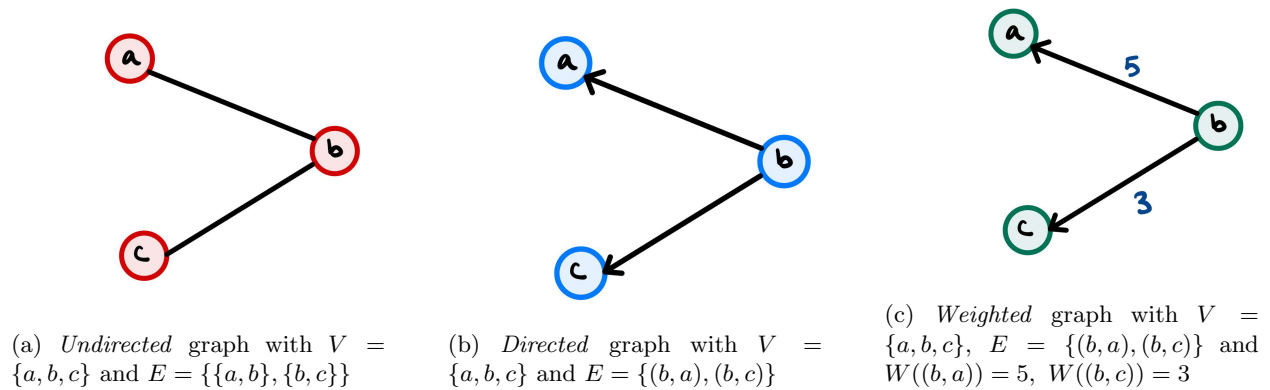 a
b
c
(a) Undirected graph with V =
{a, b, c} and E = {{a, b}, {b, c}}
a
b
c
(b) Directed graph with V =
{a, b, c} and E = {(b, a), (b, c)}
a
5
b
3
c
(c) Weighted graph with V =
{a, b, c}, E = {(b, a), (b, c)} and
W((b, a)) = 5, W((b, c)) = 3